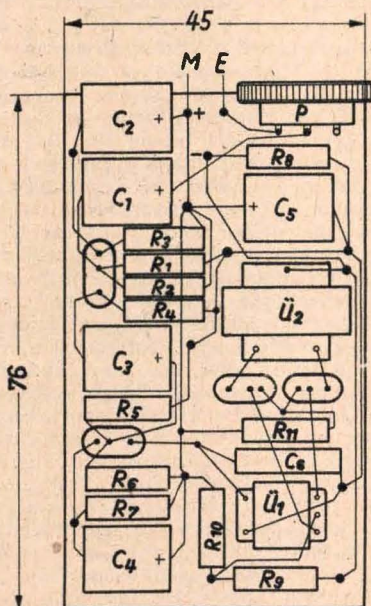 45
M E
+
P
C2 +
−
R8
C1 +
C5 +
R3
R1
R2
R4
Ü2
76
C3 +
R5
R11
C6
R6
R7
R10
Ü1
C4 +
R9